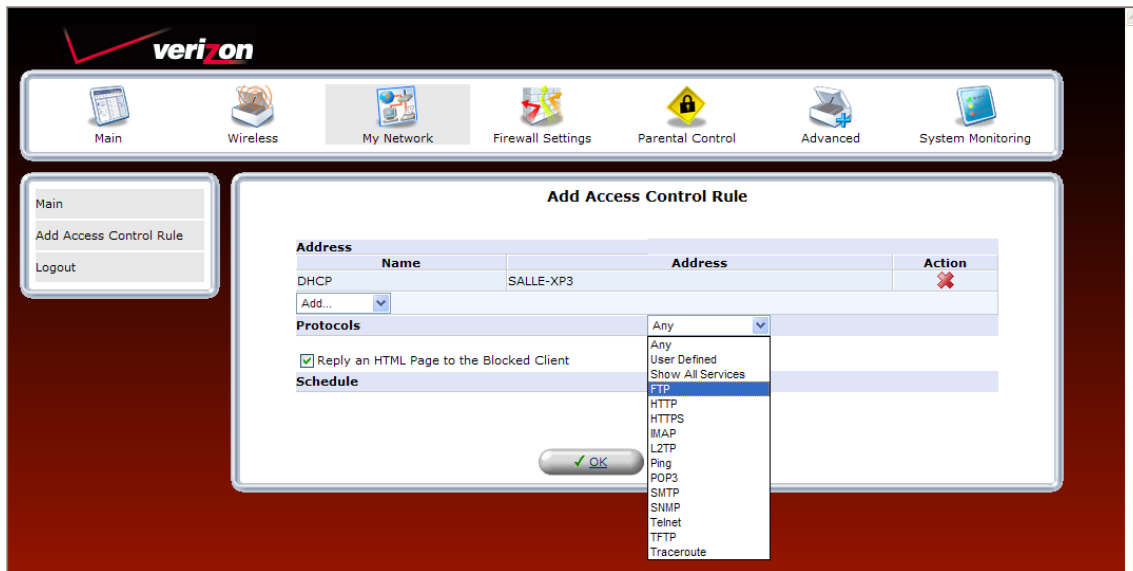 verizon
Main Wireless My Network Firewall Settings Parental Control Advanced System Monitoring
Main
Add Access Control Rule
Logout
Add Access Control Rule
Address
Name Address Action
DHCP SALLE-XP3
Add...
Protocols Any
Reply an HTML Page to the Blocked Client
Schedule
Any
User Defined
Show All Services
FTP
HTTP
HTTPS
IMAP
L2TP
Ping
POP3
SMTP
SNMP
Telnet
TFTP
Traceroute
OK